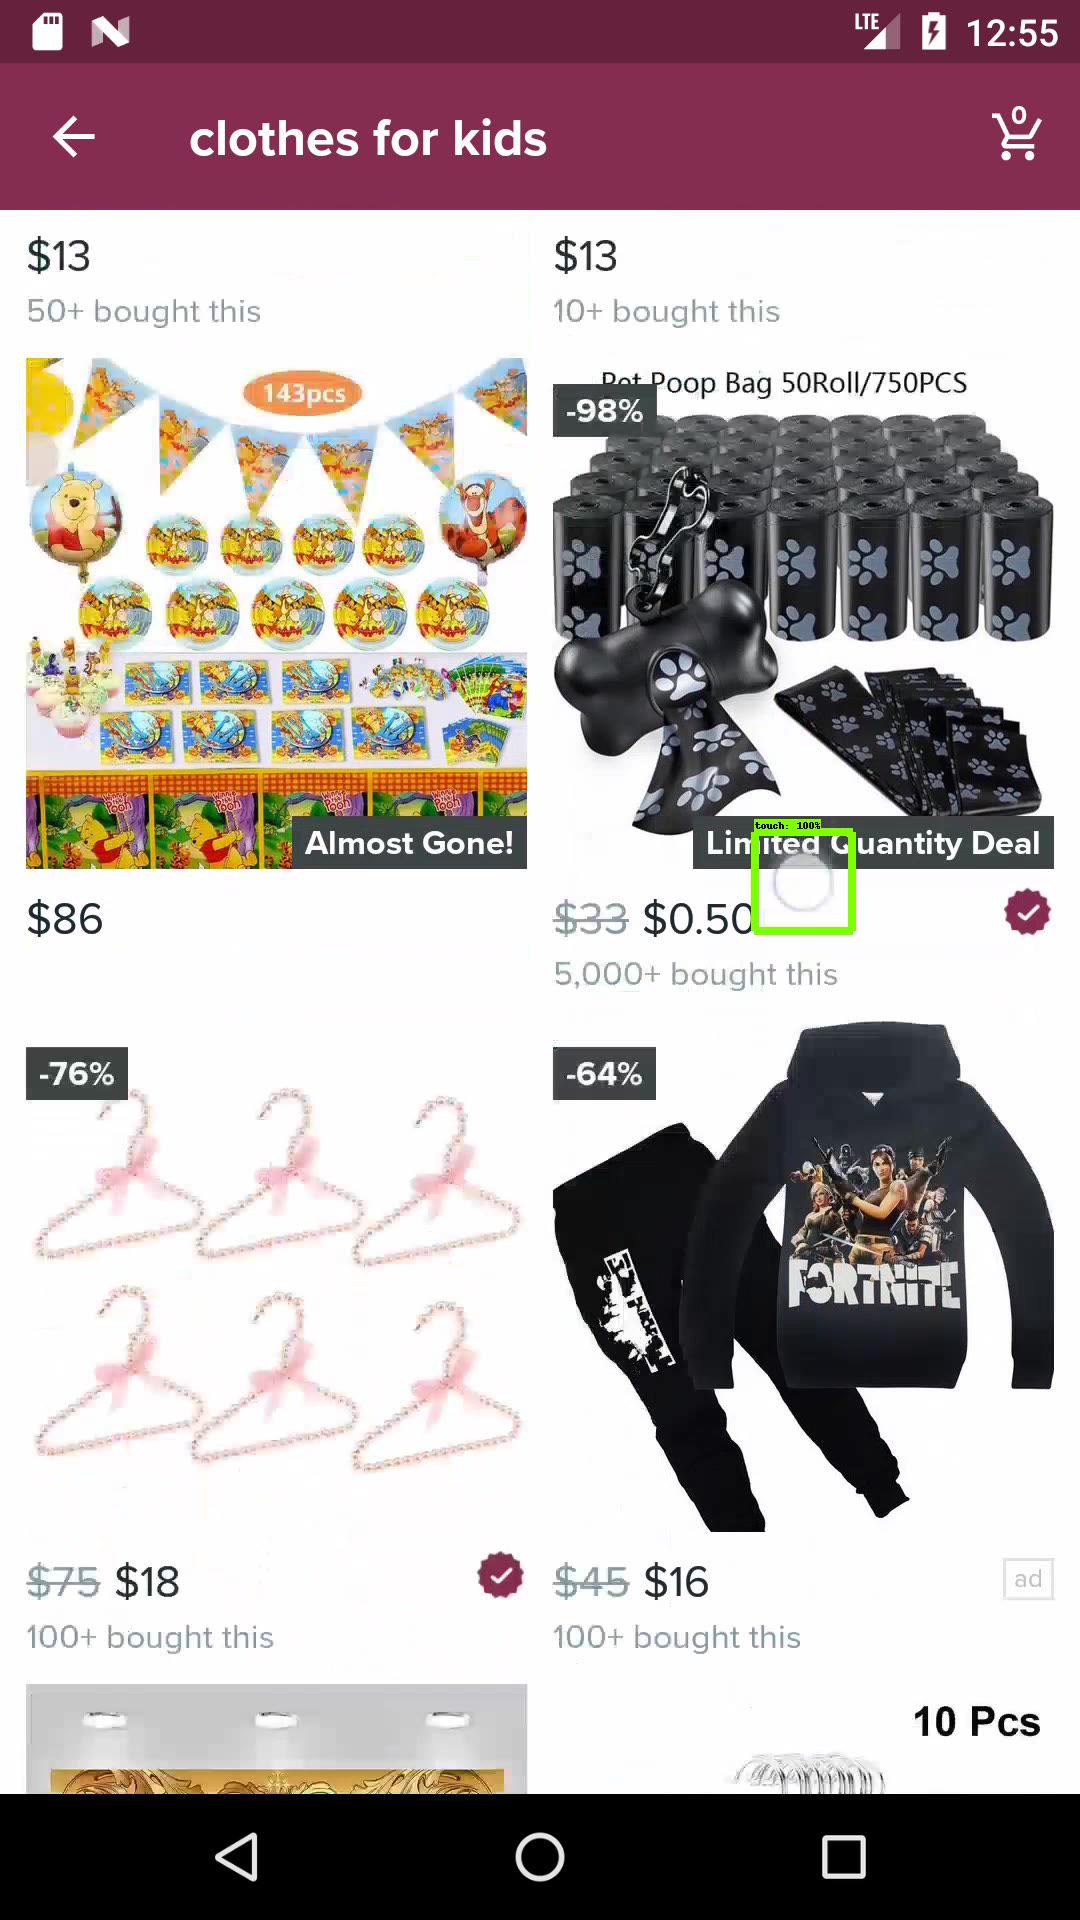 LTE 12:55
clothes for kids
0
$13
50+ bought this
$13
10+ bought this
143pcs
Almost Gone!
$86
Pet Poop Bag 50Roll/750PCS
-98%
touch: 100%
Limited Quantity Deal
$33 $0.50
5,000+ bought this
-76%
$75 $18
100+ bought this
-64%
FORTNITE
$45 $16
ad
100+ bought this
10 Pcs